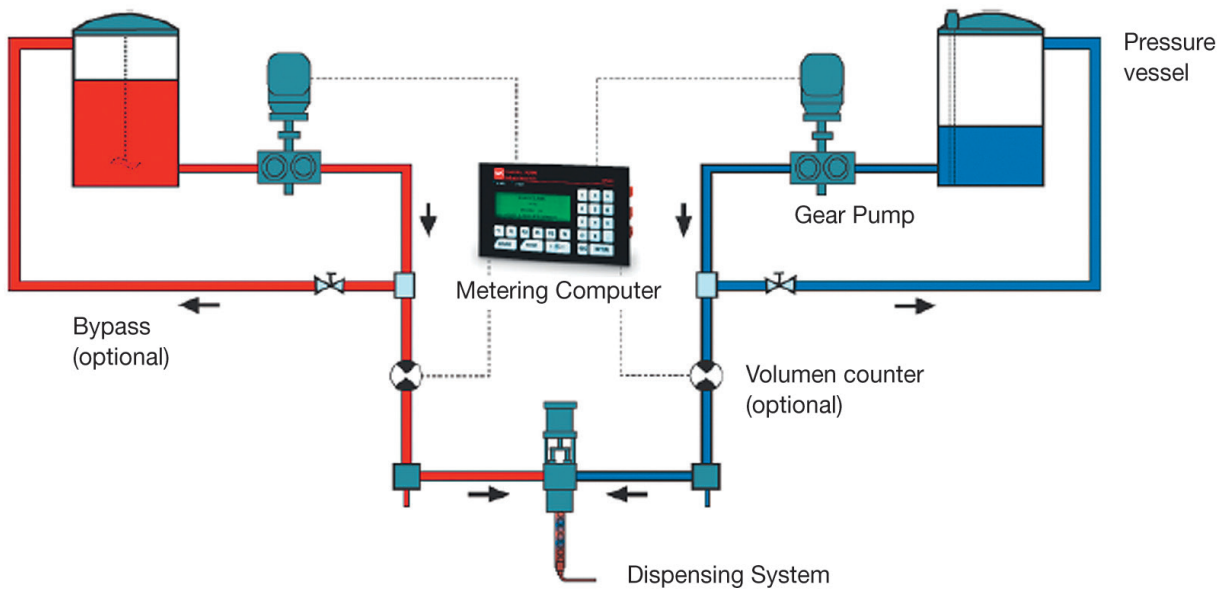 Pressure
vessel
Gear Pump
Metering Computer
Bypass
(optional)
Volumen counter
(optional)
Dispensing System